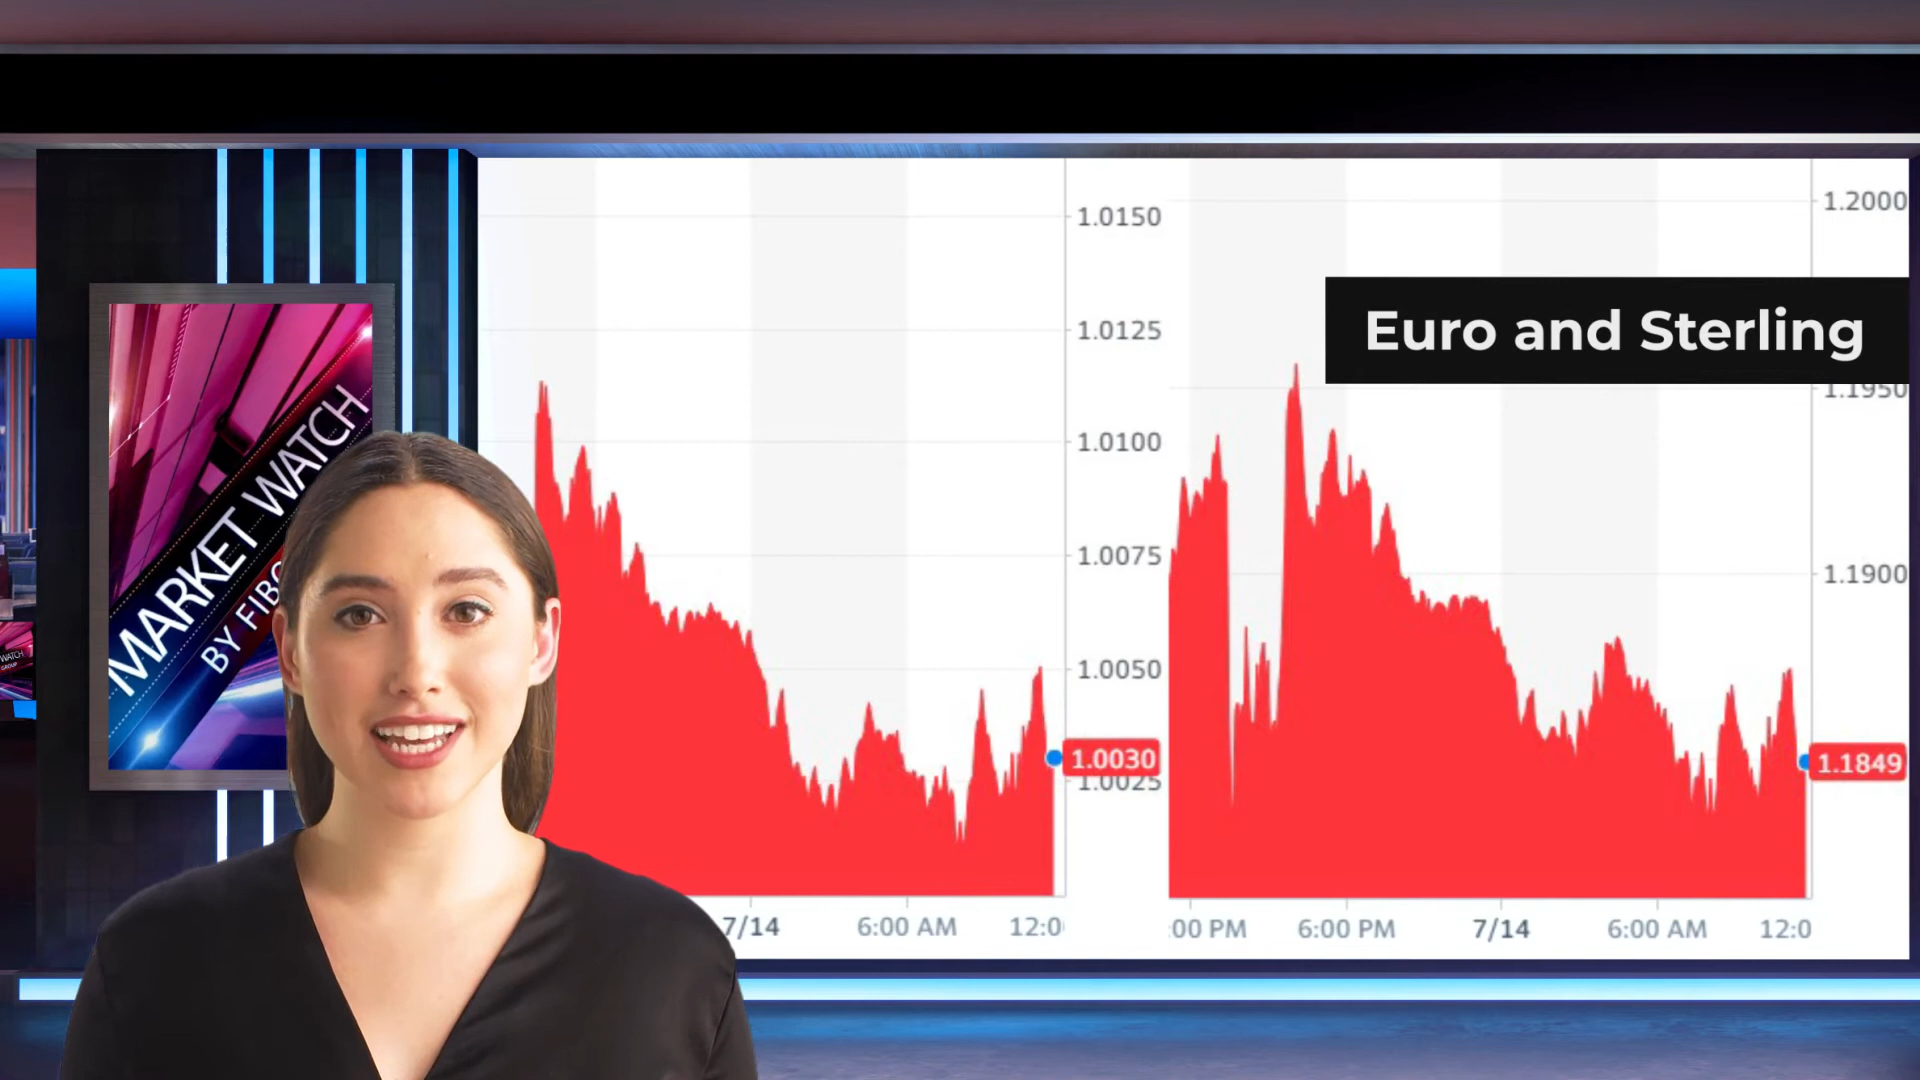 1.0150
1.0125
1.0100
1.0075
1.0050
1.0030
1.0025
7/14
6:00 AM
12:0
1.2000
Euro and Sterling
1.1950
1.1900
1.1849
:00 PM
6:00 PM
7/14
6:00 AM
12:0
MARKET WATCH
BY FIBO
WATCH
GROUP